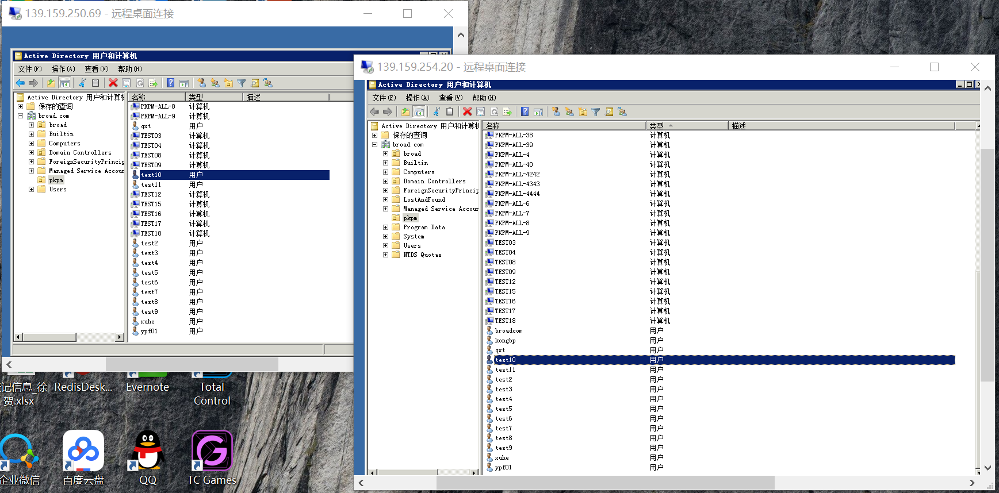 139.159.250.69 - 远程桌面连接
Active Directory 用户和计算机
文件(F) 操作(A) 查看(V) 帮助(H)
Active Directory 用户和计算机
保存的查询
broad.com
broad
Builtin
Computers
Domain Controllers
ForeignSecurityPrincip
Managed Service Accour
pkpm
Users
名称 类型 描述
PKPM-ALL-8 计算机
PKPM-ALL-9 计算机
qxt 用户
TEST03 计算机
TEST04 计算机
TEST08 计算机
TEST09 计算机
test10 用户
test11 用户
TEST12 计算机
TEST15 计算机
TEST16 计算机
TEST17 计算机
TEST18 计算机
test2 用户
test3 用户
test4 用户
test5 用户
test6 用户
test7 用户
test8 用户
test9 用户
xuhe 用户
ypf01 用户
139.159.254.20 - 远程桌面连接
Active Directory 用户和计算机
文件(F) 操作(A) 查看(V) 帮助(H)
Active Directory 用户和计算机
保存的查询
broad.com
broad
Builtin
Computers
Domain Controllers
ForeignSecurityPrincip
LostAndFound
Managed Service Accour
pkpm
Program Data
System
Users
NTDS Quotas
名称 类型 描述
PKPM-ALL-38 计算机
PKPM-ALL-39 计算机
PKPM-ALL-4 计算机
PKPM-ALL-40 计算机
PKPM-ALL-4242 计算机
PKPM-ALL-4343 计算机
PKPM-ALL-4444 计算机
PKPM-ALL-6 计算机
PKPM-ALL-7 计算机
PKPM-ALL-8 计算机
PKPM-ALL-9 计算机
TEST03 计算机
TEST04 计算机
TEST08 计算机
TEST09 计算机
TEST12 计算机
TEST15 计算机
TEST16 计算机
TEST17 计算机
TEST18 计算机
broadcom 用户
kongbp 用户
qxt 用户
test10 用户
test11 用户
test2 用户
test3 用户
test4 用户
test5 用户
test6 用户
test7 用户
test8 用户
test9 用户
xuhe 用户
ypf01 用户
记信息_徐
贺.xlsx
RedisDesk...
Evernote
Total
Control
企业微信
百度云盘
QQ
TC Games